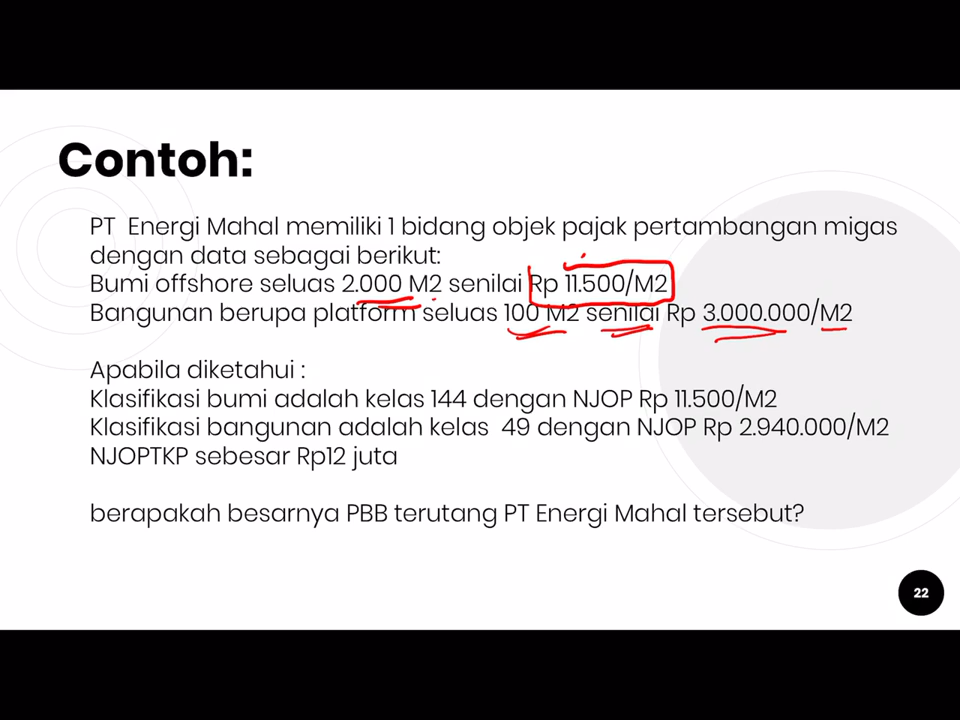 Contoh:
PT Energi Mahal memiliki 1 bidang objek pajak pertambangan migas
dengan data sebagai berikut:
Bumi offshore seluas 2.000 M2 senilai Rp 11.500/M2
Bangunan berupa platform seluas 100 M2 senilai Rp 3.000.000/M2
Apabila diketahui :
Klasifikasi bumi adalah kelas 144 dengan NJOP Rp 11.500/M2
Klasifikasi bangunan adalah kelas 49 dengan NJOP Rp 2.940.000/M2
NJOPTKP sebesar Rp12 juta
berapakah besarnya PBB terutang PT Energi Mahal tersebut?
22